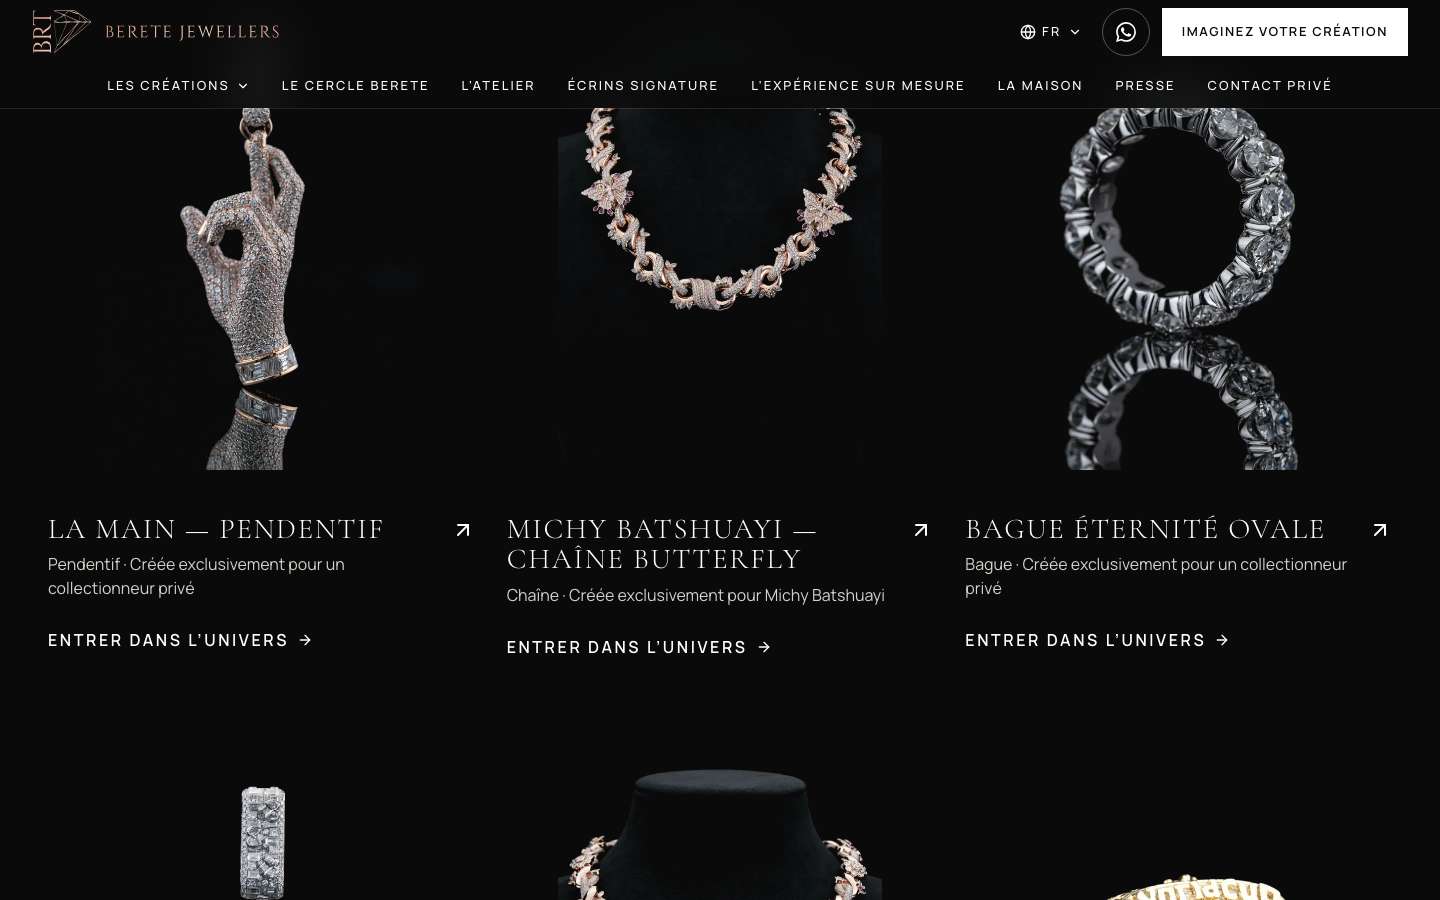 BRT
BERETE JEWELLERS
FR
IMAGINEZ VOTRE CRÉATION
LES CRÉATIONS
LE CERCLE BERETE
L'ATELIER
ÉCRINS SIGNATURE
L'EXPÉRIENCE SUR MESURE
LA MAISON
PRESSE
CONTACT PRIVÉ
LA MAIN — PENDENTIF
Pendentif · Créée exclusivement pour un
collectionneur privé
ENTRER DANS L’UNIVERS
MICHY BATSHUAYI —
CHAÎNE BUTTERFLY
Chaîne · Créée exclusivement pour Michy Batshuayi
ENTRER DANS L’UNIVERS
BAGUE ÉTERNITÉ OVALE
Bague · Créée exclusivement pour un collectionneur
privé
ENTRER DANS L’UNIVERS